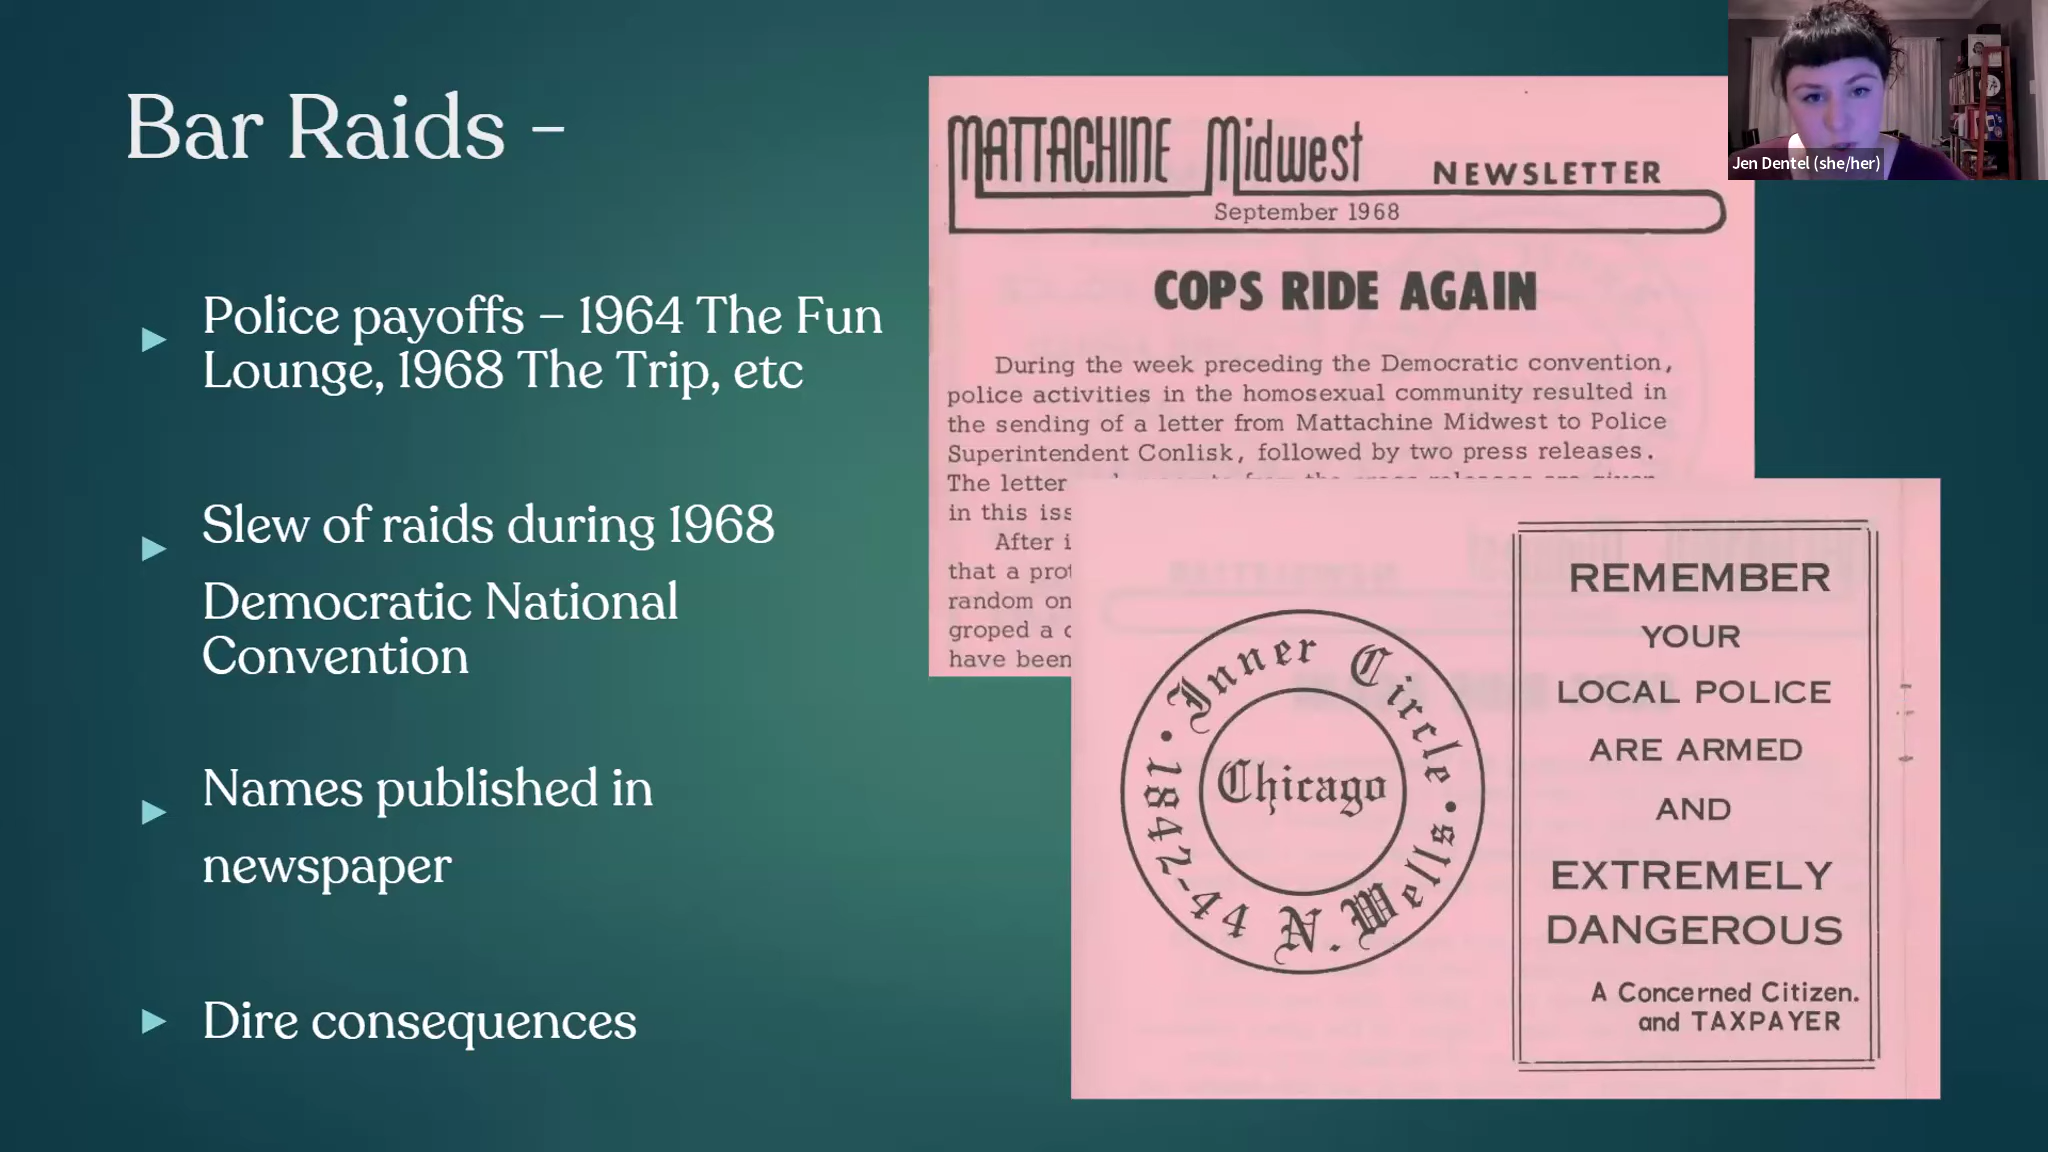 Bar Raids –
Police payoffs – 1964 The Fun
Lounge, 1968 The Trip, etc
Slew of raids during 1968
Democratic National
Convention
Names published in
newspaper
Dire consequences
MATTACHINE Midwest NEWSLETTER
September 1968
COPS RIDE AGAIN
During the week preceding the Democratic convention,
police activities in the homosexual community resulted in
the sending of a letter from Mattachine Midwest to Police
Superintendent Conlisk, followed by two press releases.
The letter
in this
After
that a
random on
groped a
have been
Inner Circle
Chicago
1842-44 N. Wells
REMEMBER
YOUR
LOCAL POLICE
ARE ARMED
AND
EXTREMELY
DANGEROUS
A Concerned Citizen.
and TAXPAYER
Jen Dentel (she/her)